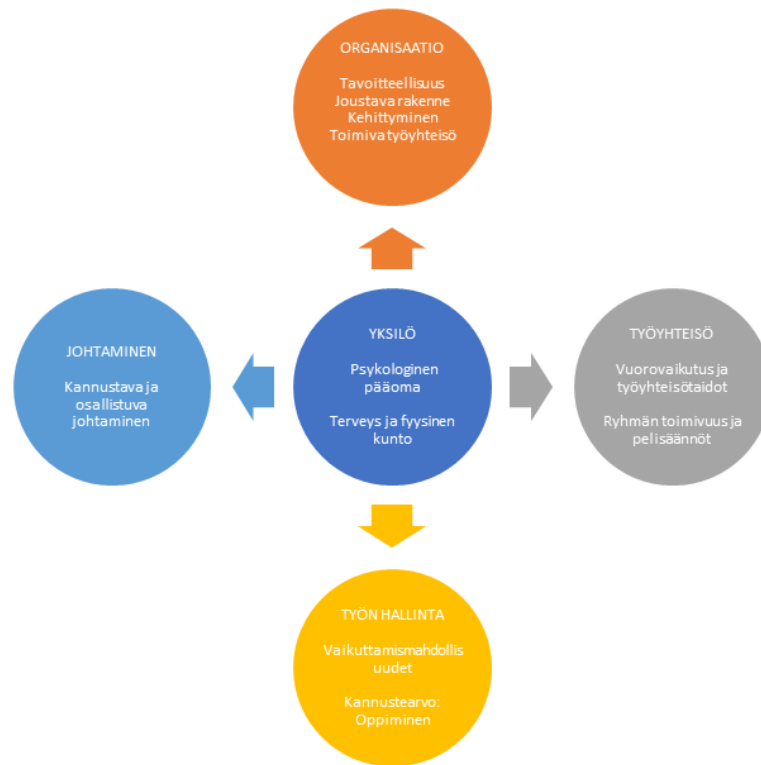 ORGANISAATIO
Tavoitteellisuus
Joustava rakenne
Kehittyminen
Toimiva työyhteisö
JOHTAMINEN
Kannustava ja
osallistuva
johtaminen
YKSILÖ
Psykologinen
pääoma
Terveys ja fyysinen
kunto
TYÖYHTEISÖ
Vuorovaikutus ja
työyhteisötaidot
Ryhmän toimivuus ja
pelisäännöt
TYÖN HALLINTA
Vaikuttamismahdollis
uudet
Kannustearvo:
Oppiminen